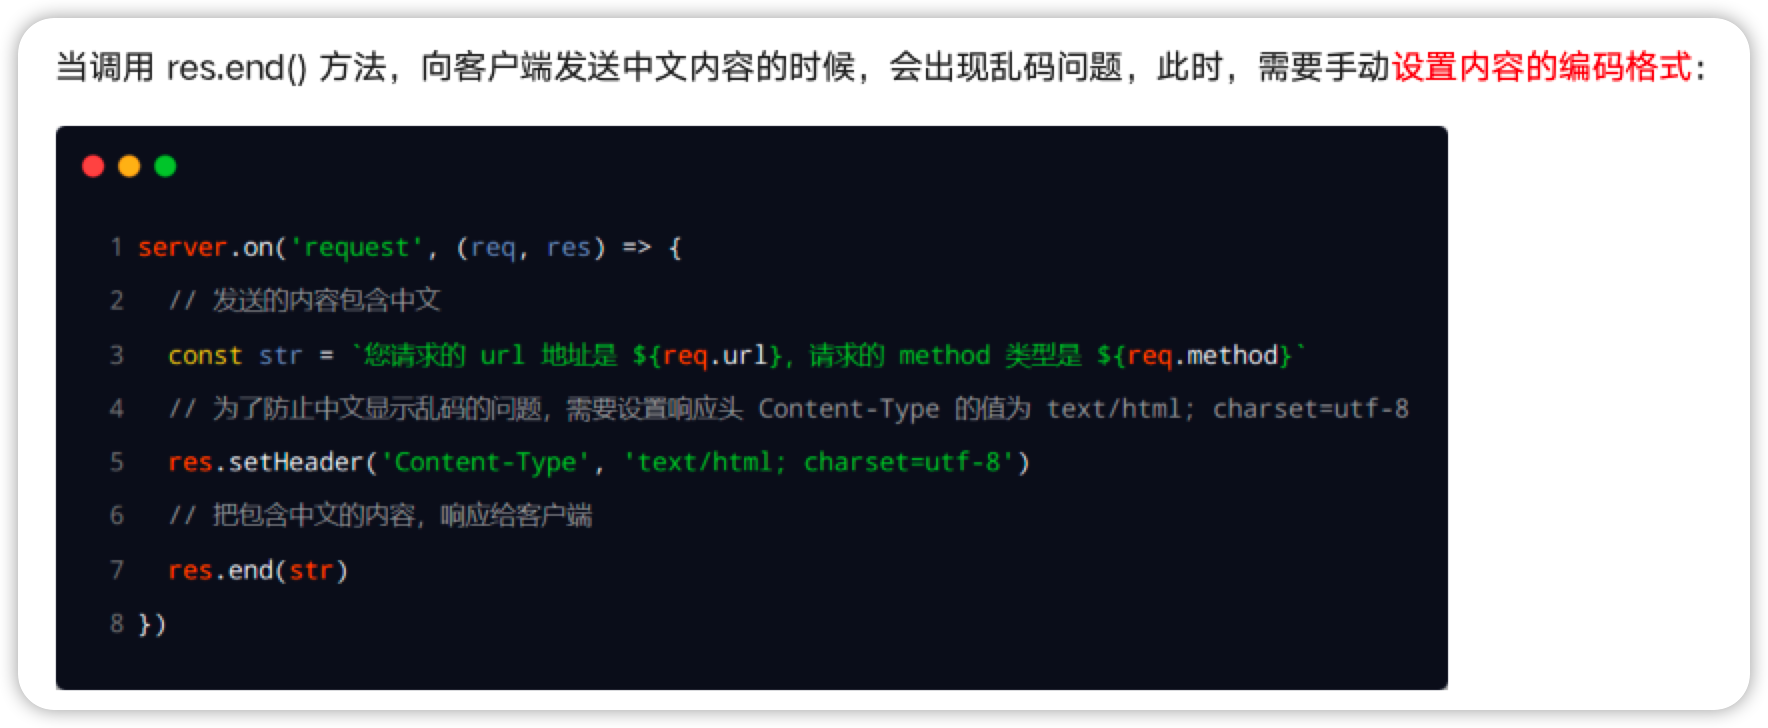 当调用 res.end() 方法，向客户端发送中文内容的时候，会出现乱码问题，此时，需要手动设置内容的编码格式：
1 server.on('request', (req, res) => {
2   // 发送的内容包含中文
3   const str = `您请求的 url 地址是 ${req.url}，请求的 method 类型是 ${req.method}`
4   // 为了防止中文显示乱码的问题，需要设置响应头 Content-Type 的值为 text/html; charset=utf-8
5   res.setHeader('Content-Type', 'text/html; charset=utf-8')
6   // 把包含中文的内容，响应给客户端
7   res.end(str)
8 })